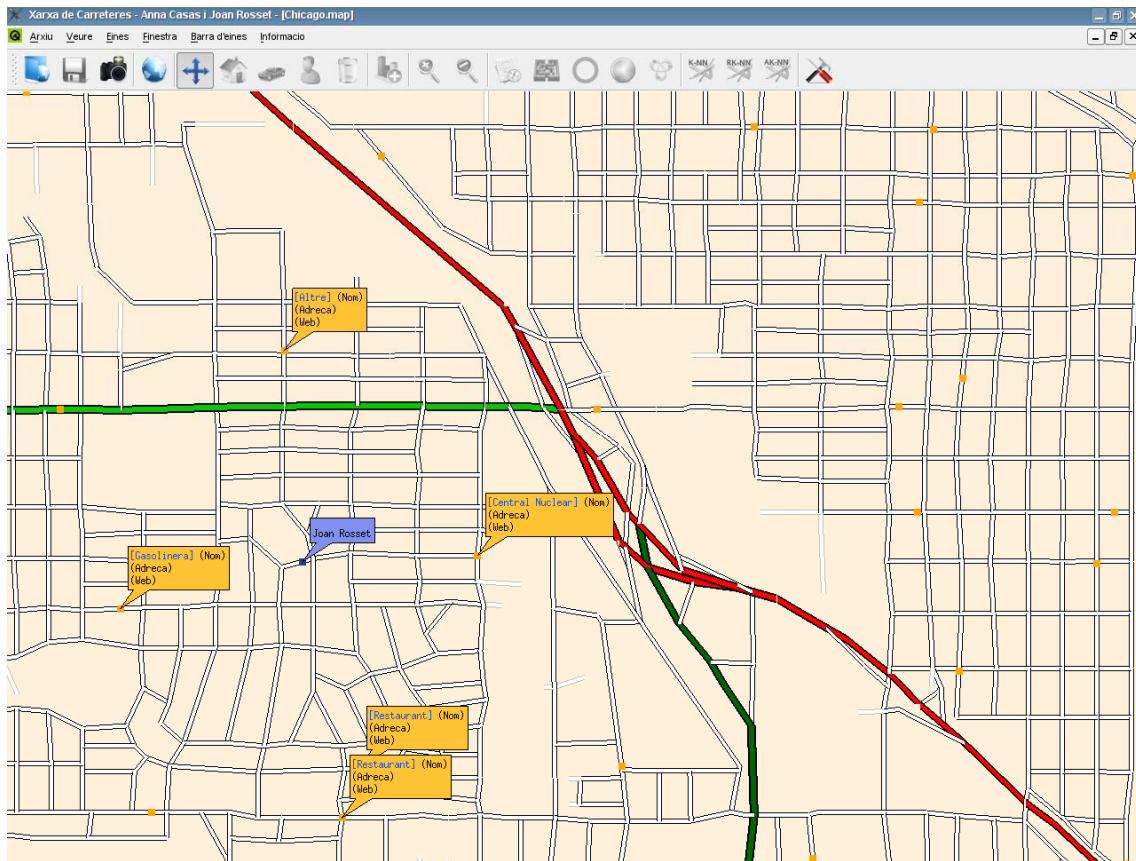 Xarxa de Carreteres - Anna Casas i Joan Rosset - [Chicago.map]
Arxiu Veure Eines Finestra Barra d'eines Informacio
K-NN RK-NN AK-NN
[Altre] (Nom)
(Adreca)
(Web)
[Central Nuclear] (Nom)
(Adreca)
(Web)
Joan Rosset
[Gasolinera] (Nom)
(Adreca)
(Web)
[Restaurant] (Nom)
(Adreca)
(Web)
[Restaurant] (Nom)
(Adreca)
(Web)